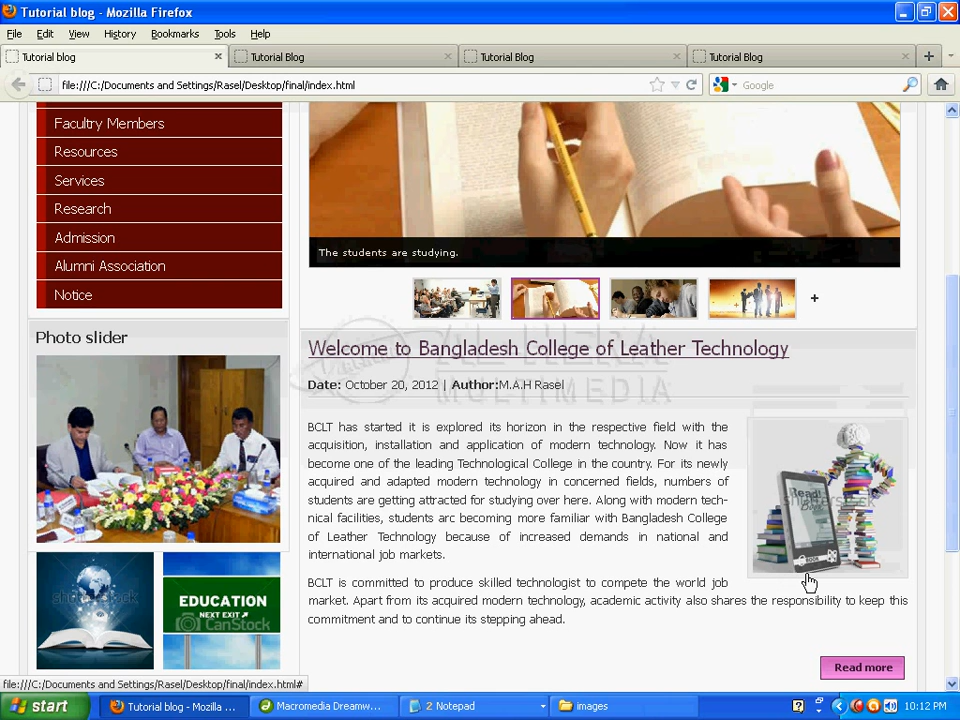 Tutorial blog - Mozilla Firefox
File Edit View History Bookmarks Tools Help
Tutorial blog
Tutorial Blog
Tutorial Blog
Tutorial Blog
file:///C:/Documents and Settings/Rasel/Desktop/final/index.html
Google
Facultry Members
Resources
Services
Research
Admission
Alumni Association
Notice
The students are studying.
+
Photo slider
shutterstock
EDUCATION
NEXT EXIT
CanStock
Welcome to Bangladesh College of Leather Technology
AL HERA
MULTIMEDIA
Date: October 20, 2012 | Author:M.A.H Rasel
BCLT has started it is explored its horizon in the respective field with the
acquisition, installation and application of modern technology. Now it has
become one of the leading Technological College in the country. For its newly
acquired and adapted modern technology in concerned fields, numbers of
students are getting attracted for studying over here. Along with modern tech-
nical facilities, students arc becoming more familiar with Bangladesh College
of Leather Technology because of increased demands in national and
international job markets.
Read!
shutterstock
BCLT is committed to produce skilled technologist to compete the world job
market. Apart from its acquired modern technology, academic activity also shares the responsibility to keep this
commitment and to continue its stepping ahead.
Read more
file:///C:/Documents and Settings/Rasel/Desktop/final/index.html#
start
Tutorial blog - Mozilla ...
Macromedia Dreamw...
2 Notepad
images
10:12 PM